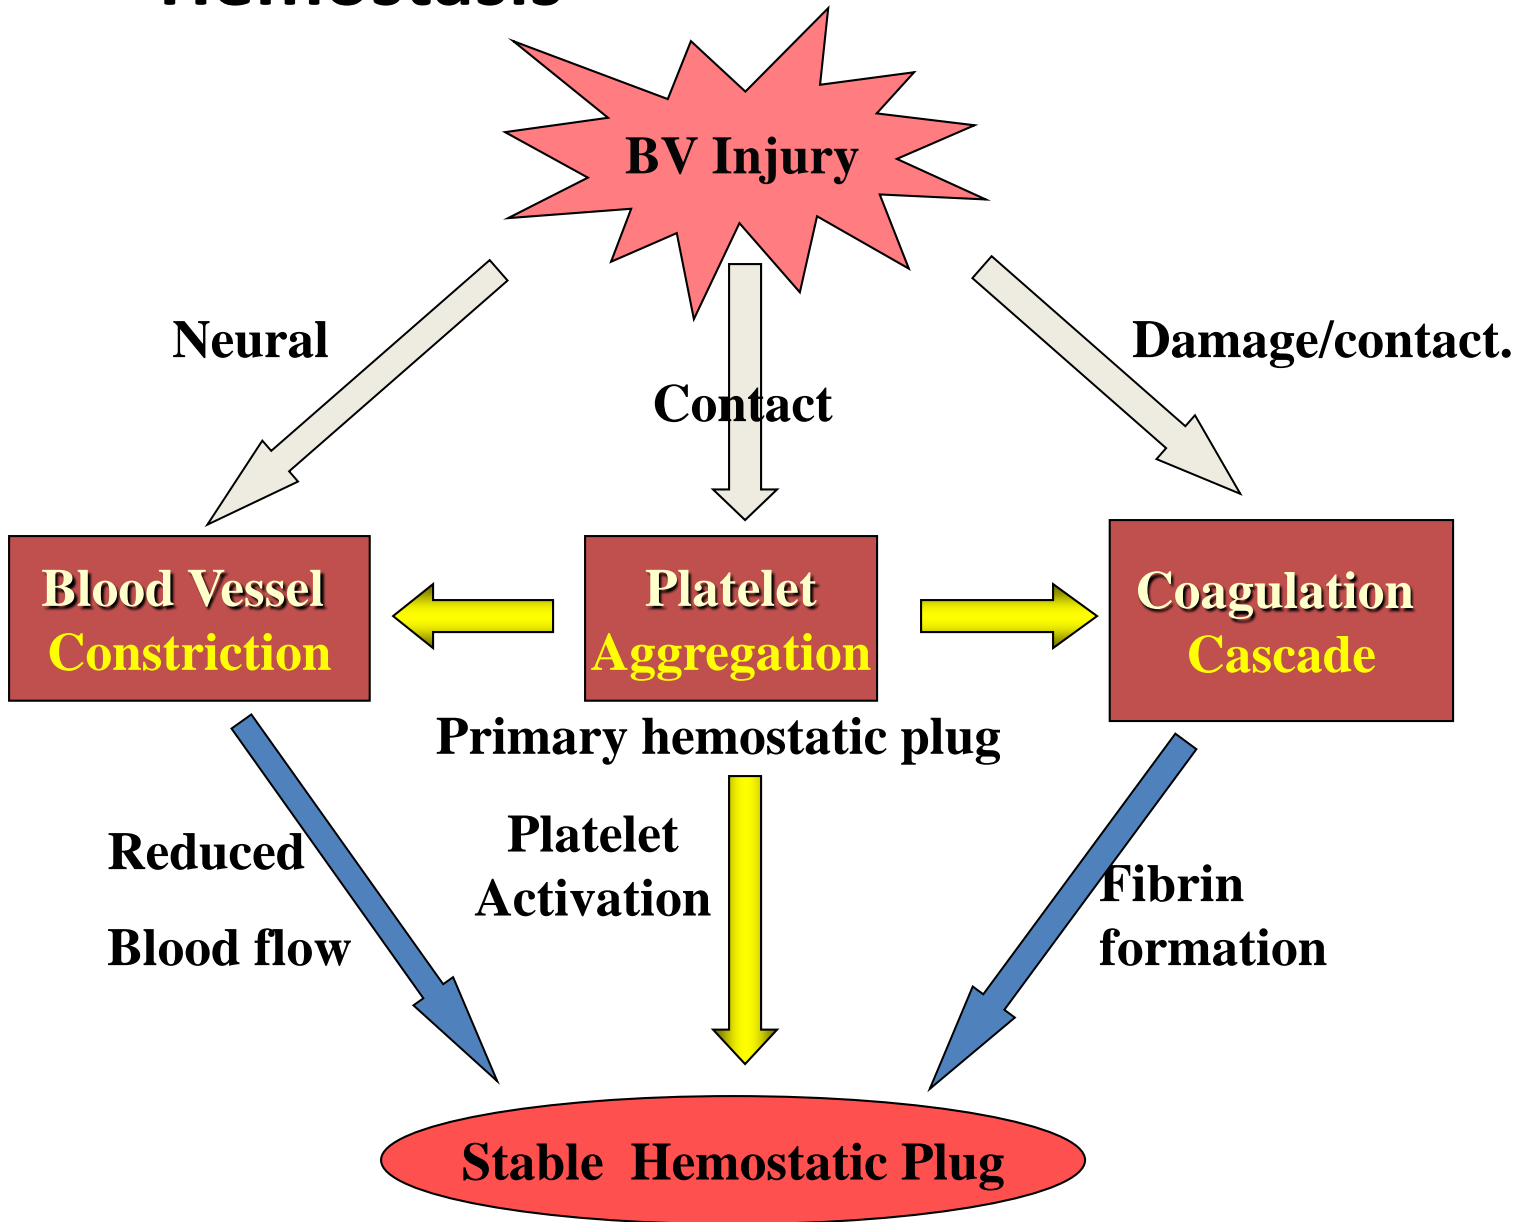 Hemostasis
BV Injury
Neural
Damage/contact.
Contact
Blood Vessel
Constriction
Platelet
Aggregation
Coagulation
Cascade
Primary hemostatic plug
Platelet
Activation
Reduced
Blood flow
Fibrin
formation
Stable Hemostatic Plug